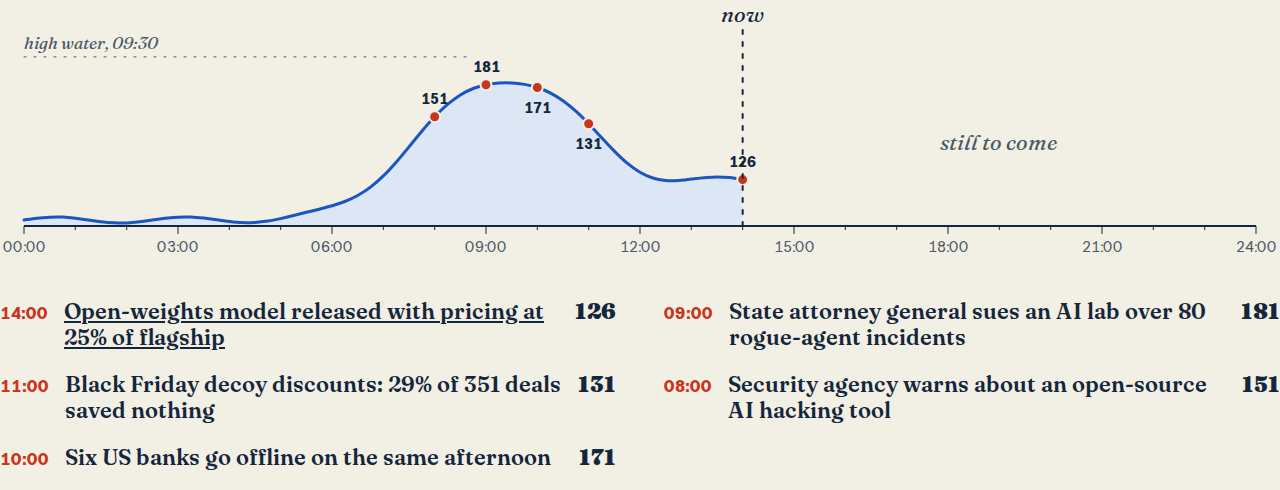 now
high water, 09:30
181
151
171
131
still to come
126
00:00 03:00 06:00 09:00 12:00 15:00 18:00 21:00 24:00
14:00 Open-weights model released with pricing at 126
25% of flagship
11:00 Black Friday decoy discounts: 29% of 351 deals 131
saved nothing
10:00 Six US banks go offline on the same afternoon 171
09:00 State attorney general sues an AI lab over 80 181
rogue-agent incidents
08:00 Security agency warns about an open-source 151
AI hacking tool